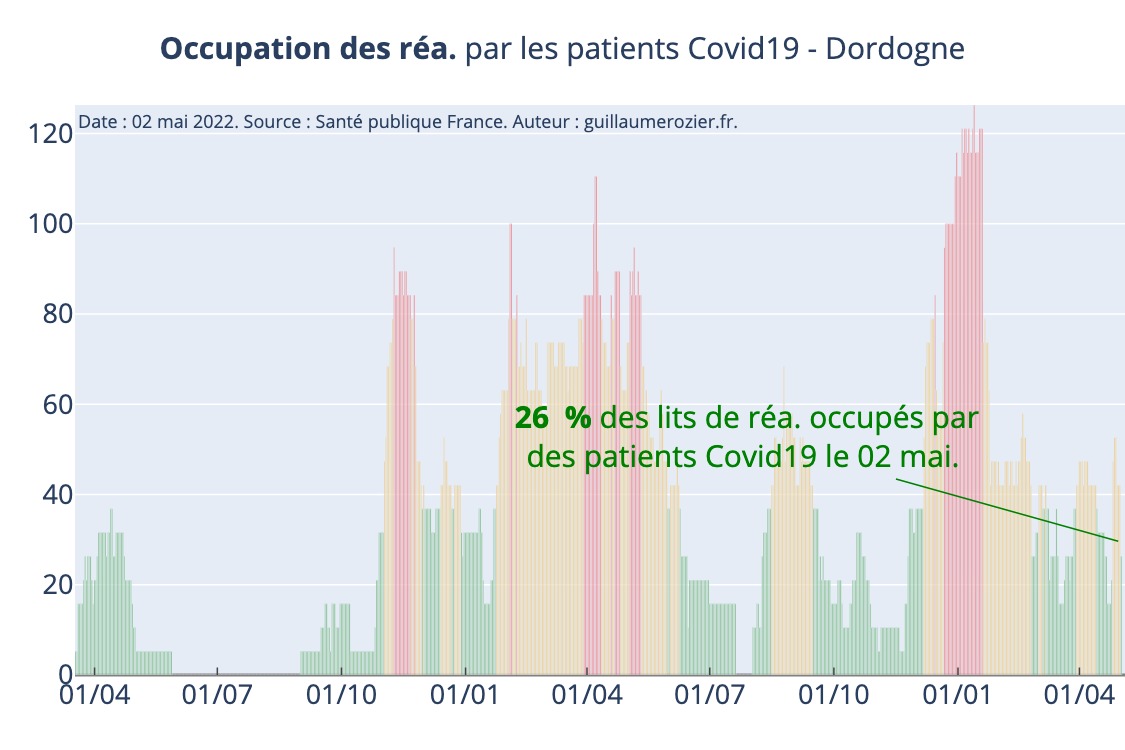 Occupation des réa. par les patients Covid19 - Dordogne
Date : 02 mai 2022. Source : Santé publique France. Auteur : guillaumerozier.fr.
120
100
80
60
40
20
0
26 % des lits de réa. occupés par
des patients Covid19 le 02 mai.
01/04 01/07 01/10 01/01 01/04 01/07 01/10 01/01 01/04